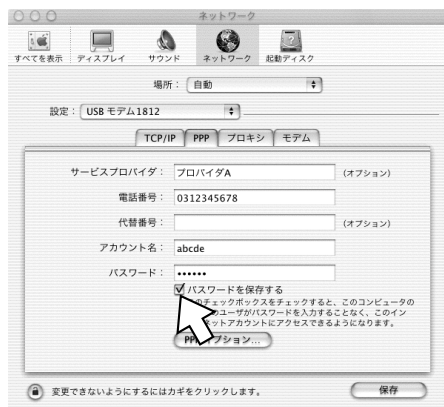 ネットワーク
すべてを表示 ディスプレイ サウンド ネットワーク 起動ディスク
場所： 自動
設定： USB モデム1812
TCP/IP PPP プロキシ モデム
サービスプロバイダ： プロバイダA (オプション)
電話番号： 0312345678
代替番号： (オプション)
アカウント名： abcde
パスワード： ••••••
パスワードを保存する
のチェックボックスをチェックすると、このコンピュータの
ユーザがパスワードを入力することなく、このイン
ネットアカウントにアクセスできるようになります。
PPP プション...
変更できないようにするにはカギをクリックします。 保存